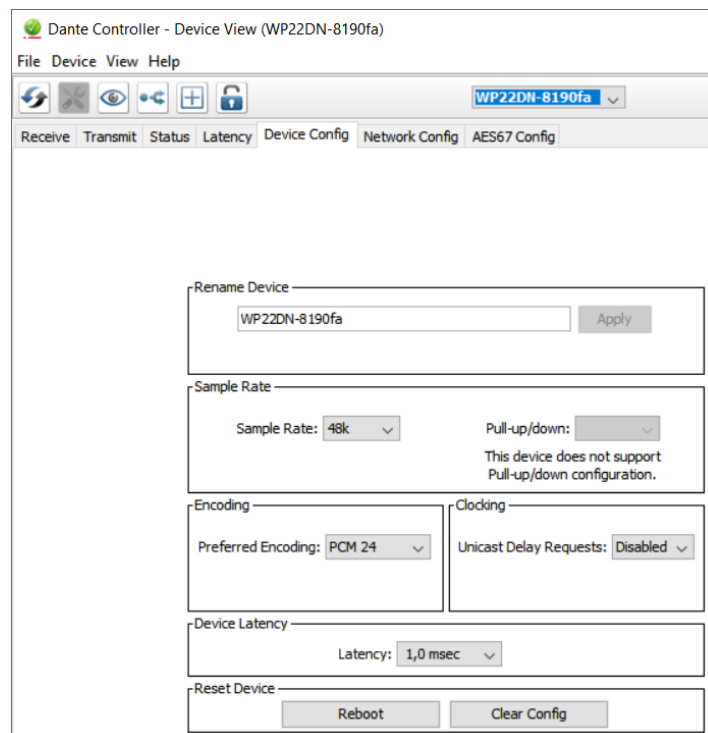 Dante Controller - Device View (WP22DN-8190fa)
File Device View Help
WP22DN-8190fa
Receive Transmit Status Latency Device Config Network Config AES67 Config
Rename Device
WP22DN-8190fa Apply
Sample Rate
Sample Rate: 48k Pull-up/down:
This device does not support
Pull-up/down configuration.
Encoding Clocking
Preferred Encoding: PCM 24 Unicast Delay Requests: Disabled
Device Latency
Latency: 1,0 msec
Reset Device
Reboot Clear Config